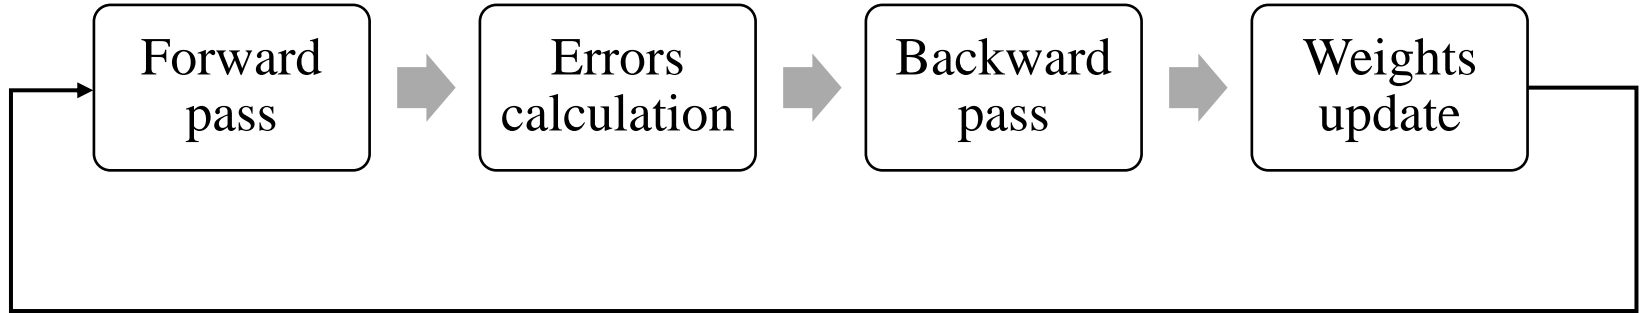 Forward
pass
Errors
calculation
Backward
pass
Weights
update